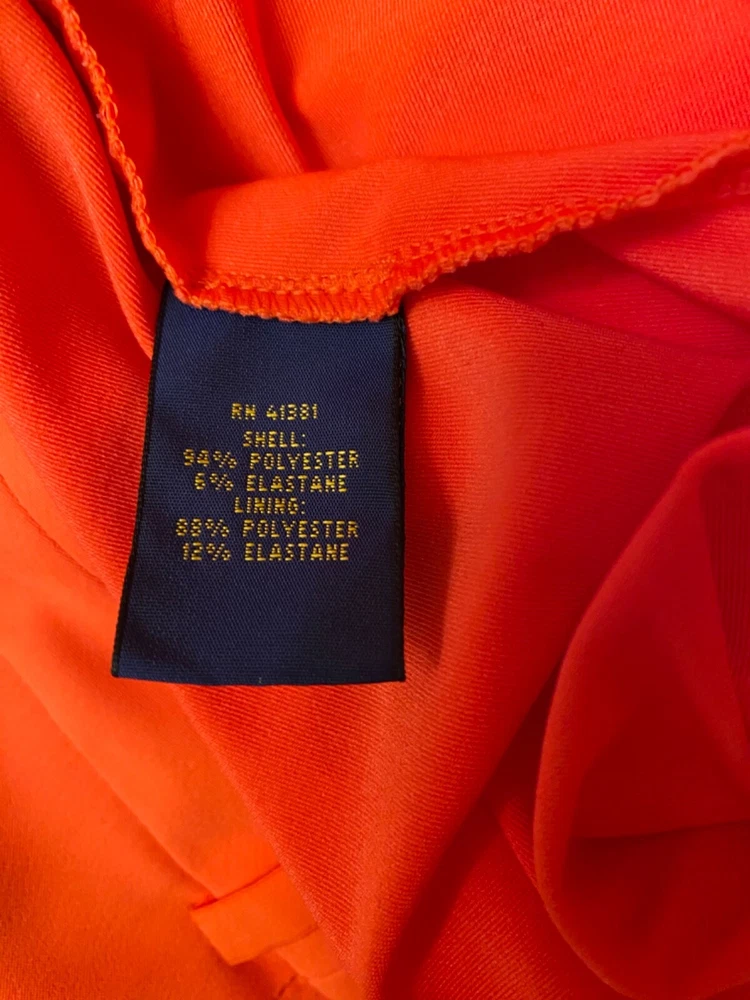 RN 41381
SHELL:
94% POLYESTER
6% ELASTANE
LINING:
88% POLYESTER
12% ELASTANE